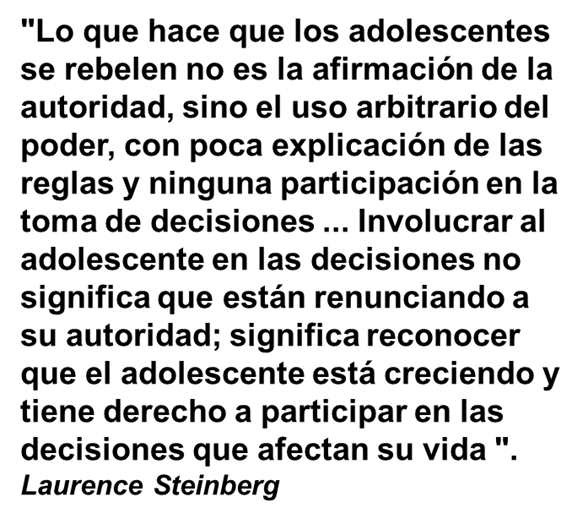 "Lo que hace que los adolescentes
se rebelen no es la afirmación de la
autoridad, sino el uso arbitrario del
poder, con poca explicación de las
reglas y ninguna participación en la
toma de decisiones ... Involucrar al
adolescente en las decisiones no
significa que están renunciando a
su autoridad; significa reconocer
que el adolescente está creciendo y
tiene derecho a participar en las
decisiones que afectan su vida ".
Laurence Steinberg